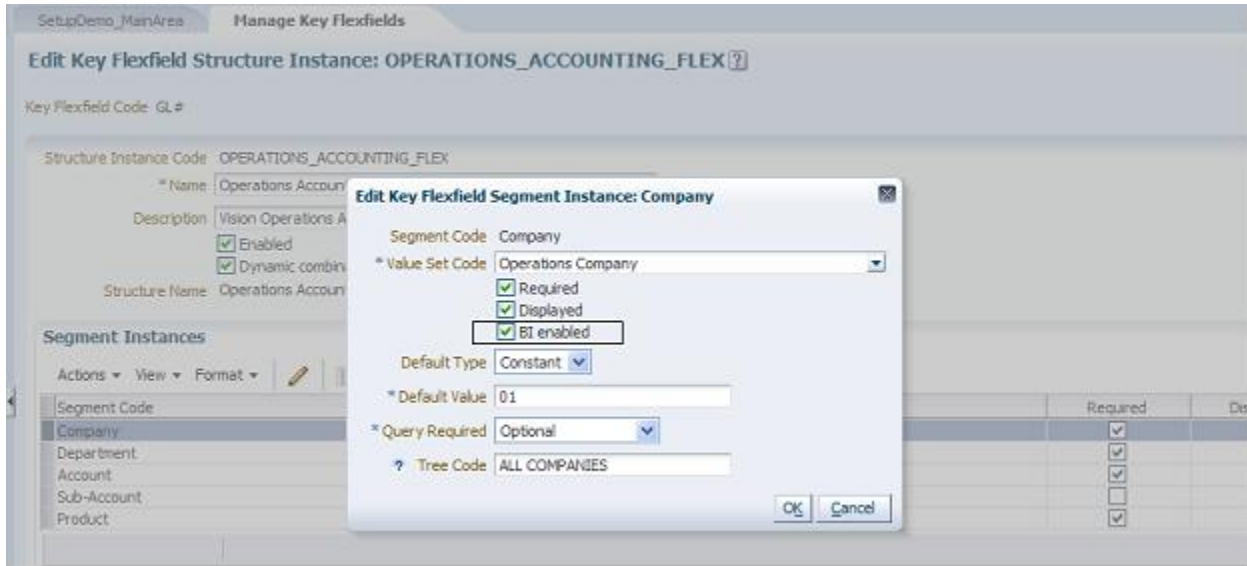 SetupDemo_MainArea Manage Key Flexfields
Edit Key Flexfield Structure Instance: OPERATIONS_ACCOUNTING_FLEX ?
Key Flexfield Code GL#
Structure Instance Code OPERATIONS_ACCOUNTING_FLEX
* Name Operations Accoun
Description Vision Operations A
Enabled
Dynamic combin
Structure Name Operations Accoun
Segment Instances
Actions View Format
Segment Code Required Dis
Company
Department
Account
Sub-Account
Product
Edit Key Flexfield Segment Instance: Company
Segment Code Company
* Value Set Code Operations Company
Required
Displayed
BI enabled
Default Type Constant
* Default Value 01
* Query Required Optional
? Tree Code ALL COMPANIES
OK Cancel